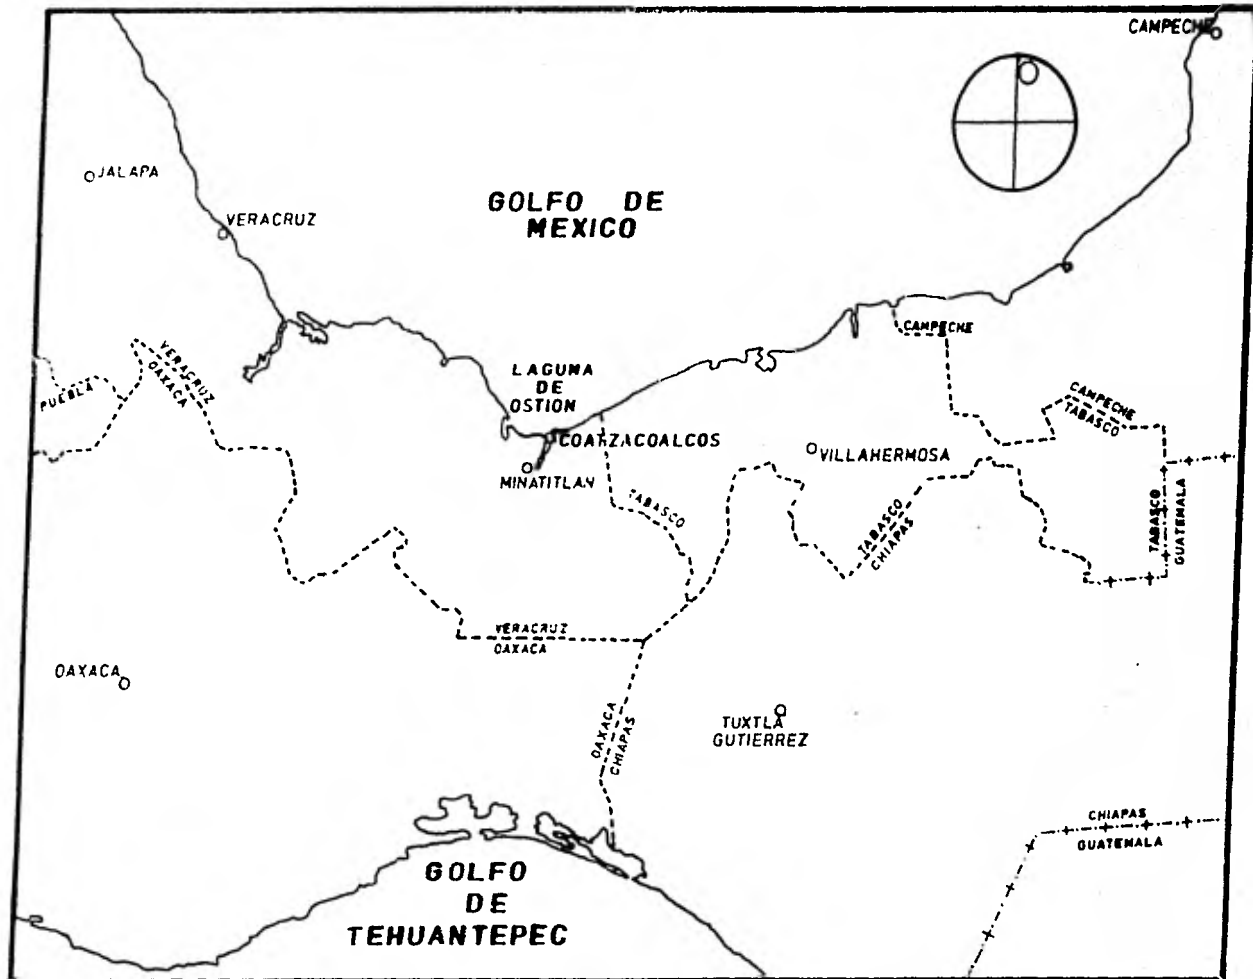 CAMPECHE
JALAPA
GOLFO DE
MEXICO
VERACRUZ
CAMPECHE
VERACRUZ
OAXACA
PUEBLA
LAGUNA
DE
OSTION
CAMPECHE
TABASCO
COATZACOALCOS
VILLAHERMOSA
MINATITLAN
TABASCO
TABASCO
CHIAPAS
TABASCO
GUATEMALA
VERACRUZ
OAXACA
OAXACA
OAXACA
CHIAPAS
TUXTLA
GUTIERREZ
CHIAPAS
GUATEMALA
GOLFO
DE
TEHUANTEPEC